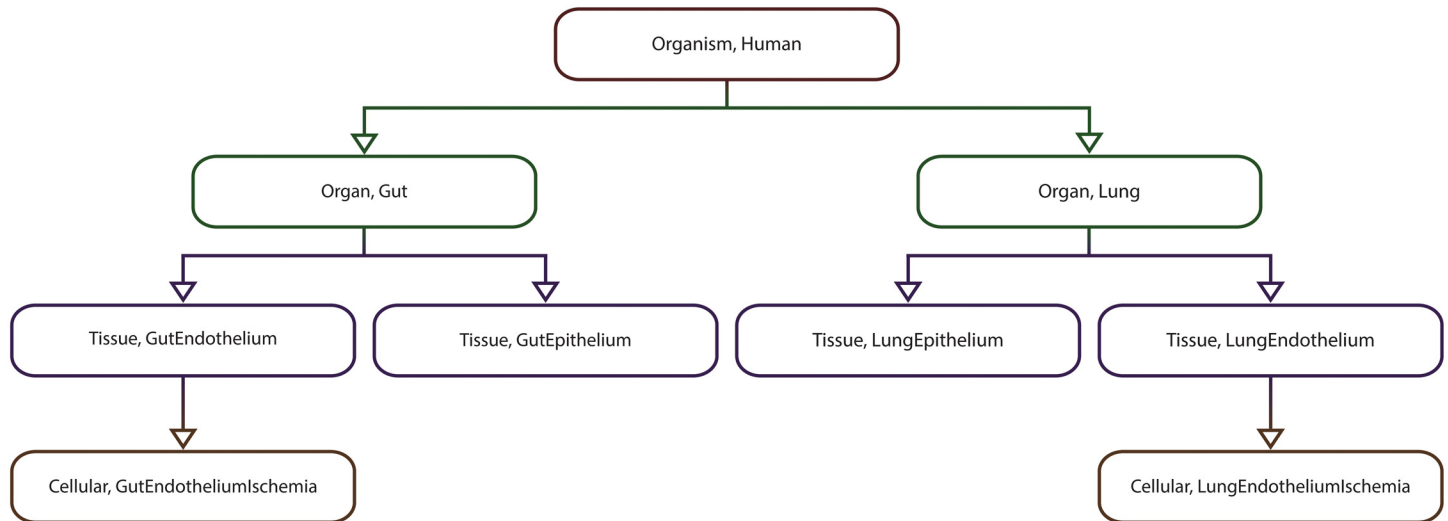 Organism, Human
Organ, Gut
Organ, Lung
Tissue, GutEndothelium
Tissue, GutEpithelium
Tissue, LungEpithelium
Tissue, LungEndothelium
Cellular, GutEndotheliumIschemia
Cellular, LungEndotheliumIschemia